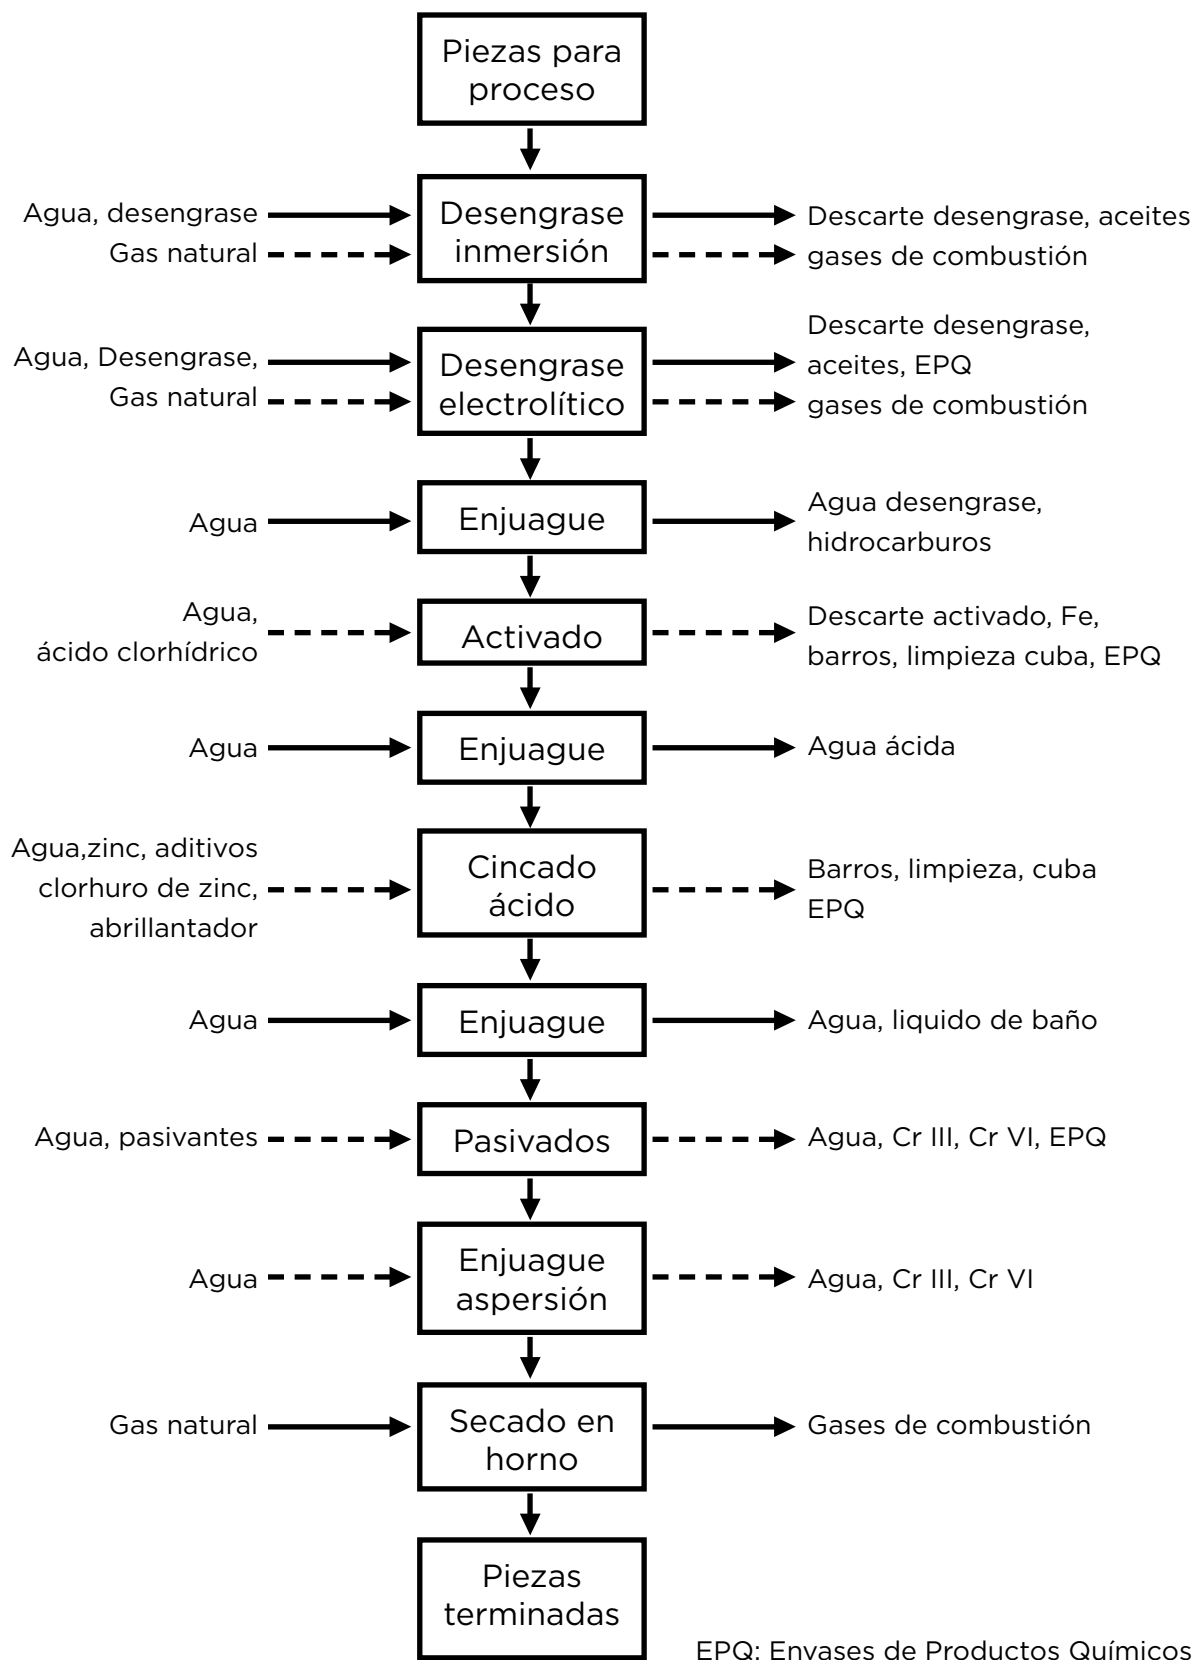 Piezas para
proceso
Agua, desengrase
Gas natural
Desengrase
inmersión
Descarte desengrase, aceites
gases de combustión
Agua, Desengrase,
Gas natural
Desengrase
electrolítico
Descarte desengrase,
aceites, EPQ
gases de combustión
Agua
Enjuague
Agua desengrase,
hidrocarburos
Agua,
ácido clorhídrico
Activado
Descarte activado, Fe,
barros, limpieza cuba, EPQ
Agua
Enjuague
Agua ácida
Agua,zinc, aditivos
clorhuro de zinc,
abrillantador
Cincado
ácido
Barros, limpieza, cuba
EPQ
Agua
Enjuague
Agua, liquido de baño
Agua, pasivantes
Pasivados
Agua, Cr III, Cr VI, EPQ
Agua
Enjuague
aspersión
Agua, Cr III, Cr VI
Gas natural
Secado en
horno
Gases de combustión
Piezas
terminadas
EPQ: Envases de Productos Químicos